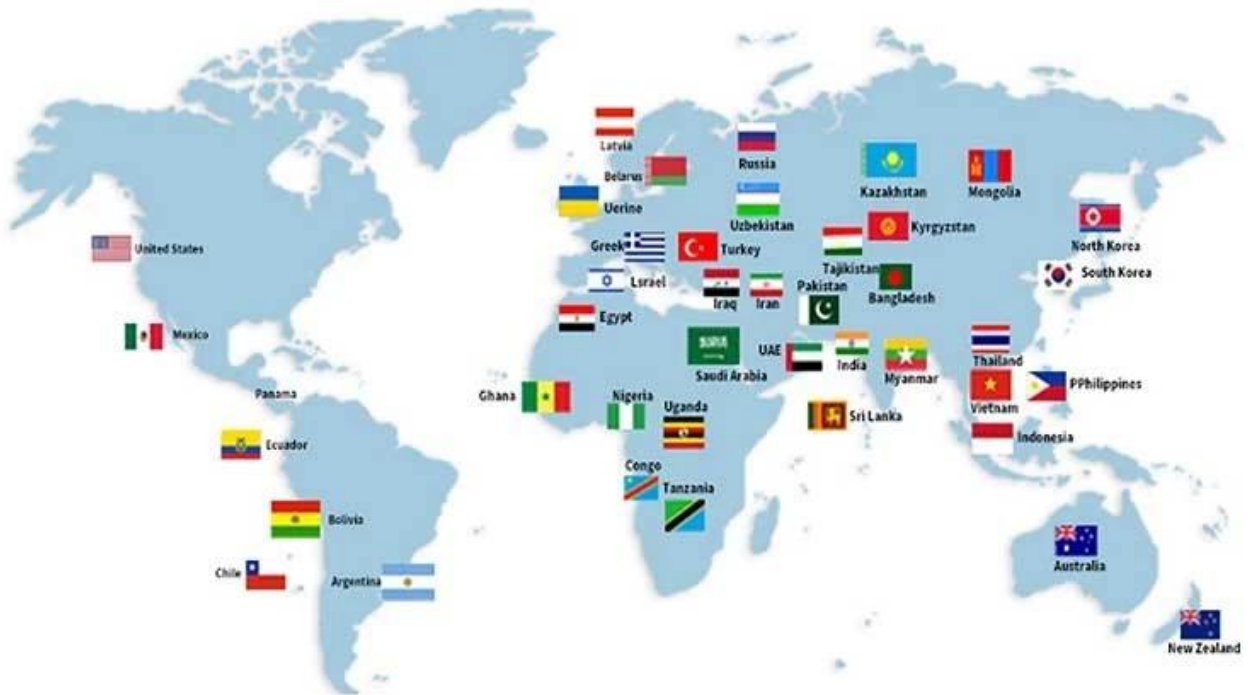 Latvia
Russia
Belarus
Kazakhstan
Mongolia
Uerine
Uzbekistan
Kyrgyzstan
North Korea
United States
Greek
Turkey
Tajikistan
South Korea
Lsrael
Iraq
Iran
Pakistan
Bangladesh
Egypt
Mexico
Saudi Arabia
UAE
India
Myanmar
Thailand
Panama
Ghana
Nigeria
Uganda
Sri Lanka
Vietnam
PPhilippines
Ecuador
Indonesia
Congo
Tanzania
Bolivia
Chile
Argentina
Australia
New Zealand